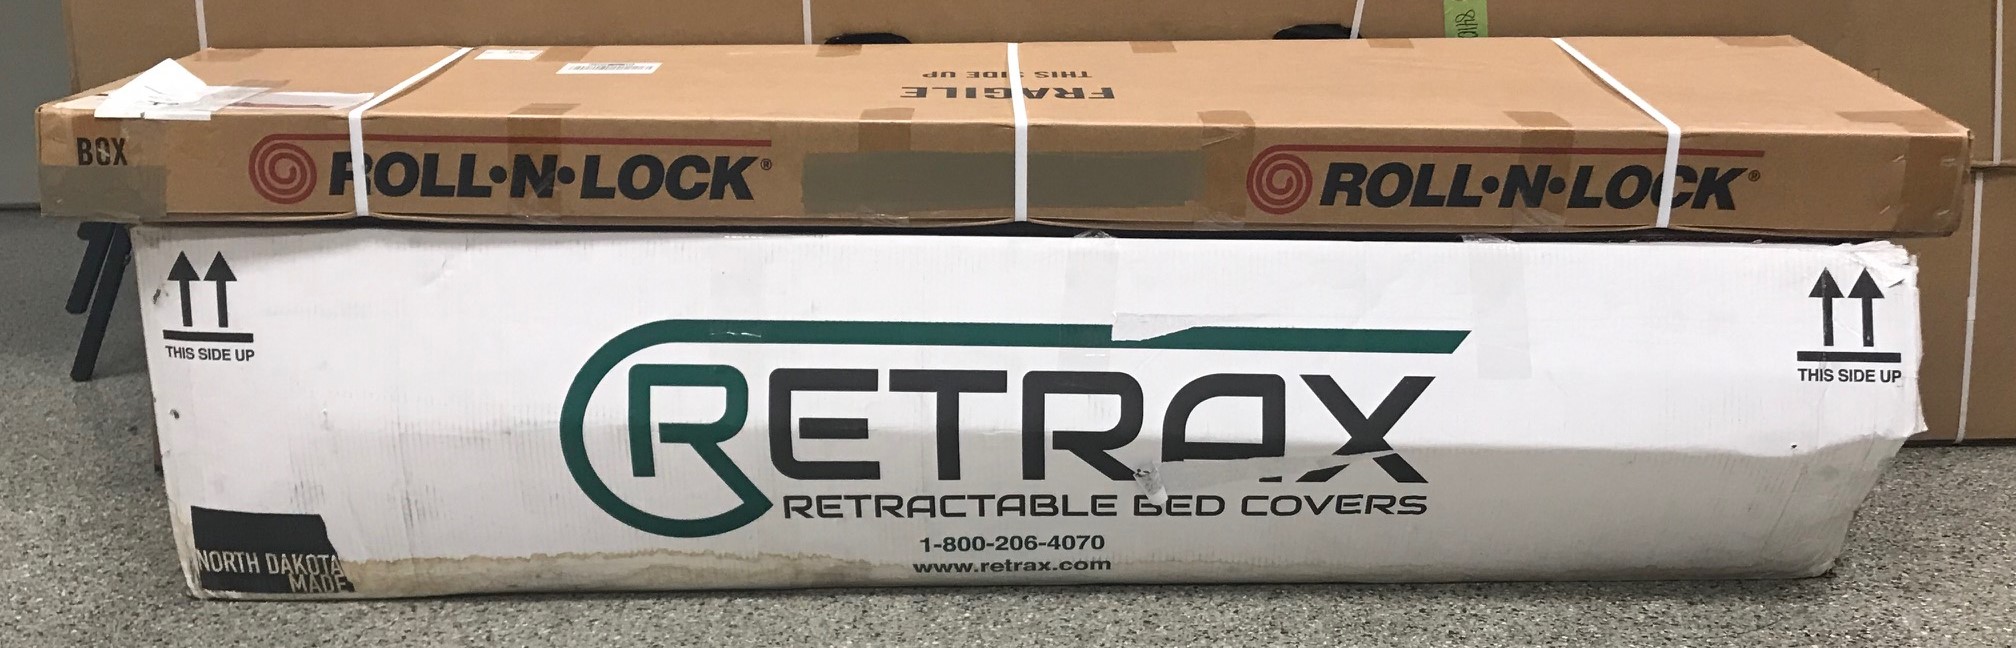 FRAGILE
THIS SIDE UP
BOX
ROLL•N•LOCK®
ROLL•N•LOCK®
THIS SIDE UP
THIS SIDE UP
RETRAX
RETRACTABLE BED COVERS
1-800-206-4070
www.retrax.com
NORTH DAKOTA
MADE